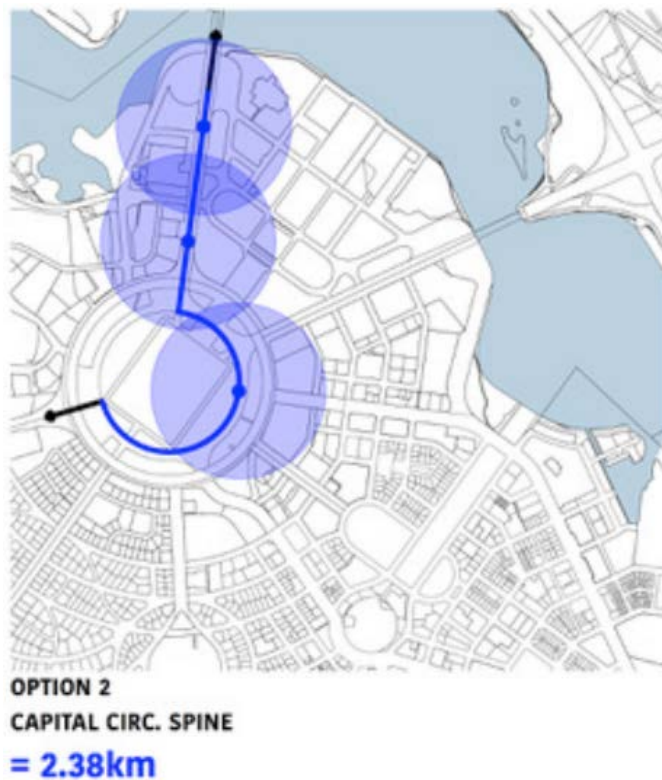 OPTION 2
CAPITAL CIRC. SPINE
= 2.38km